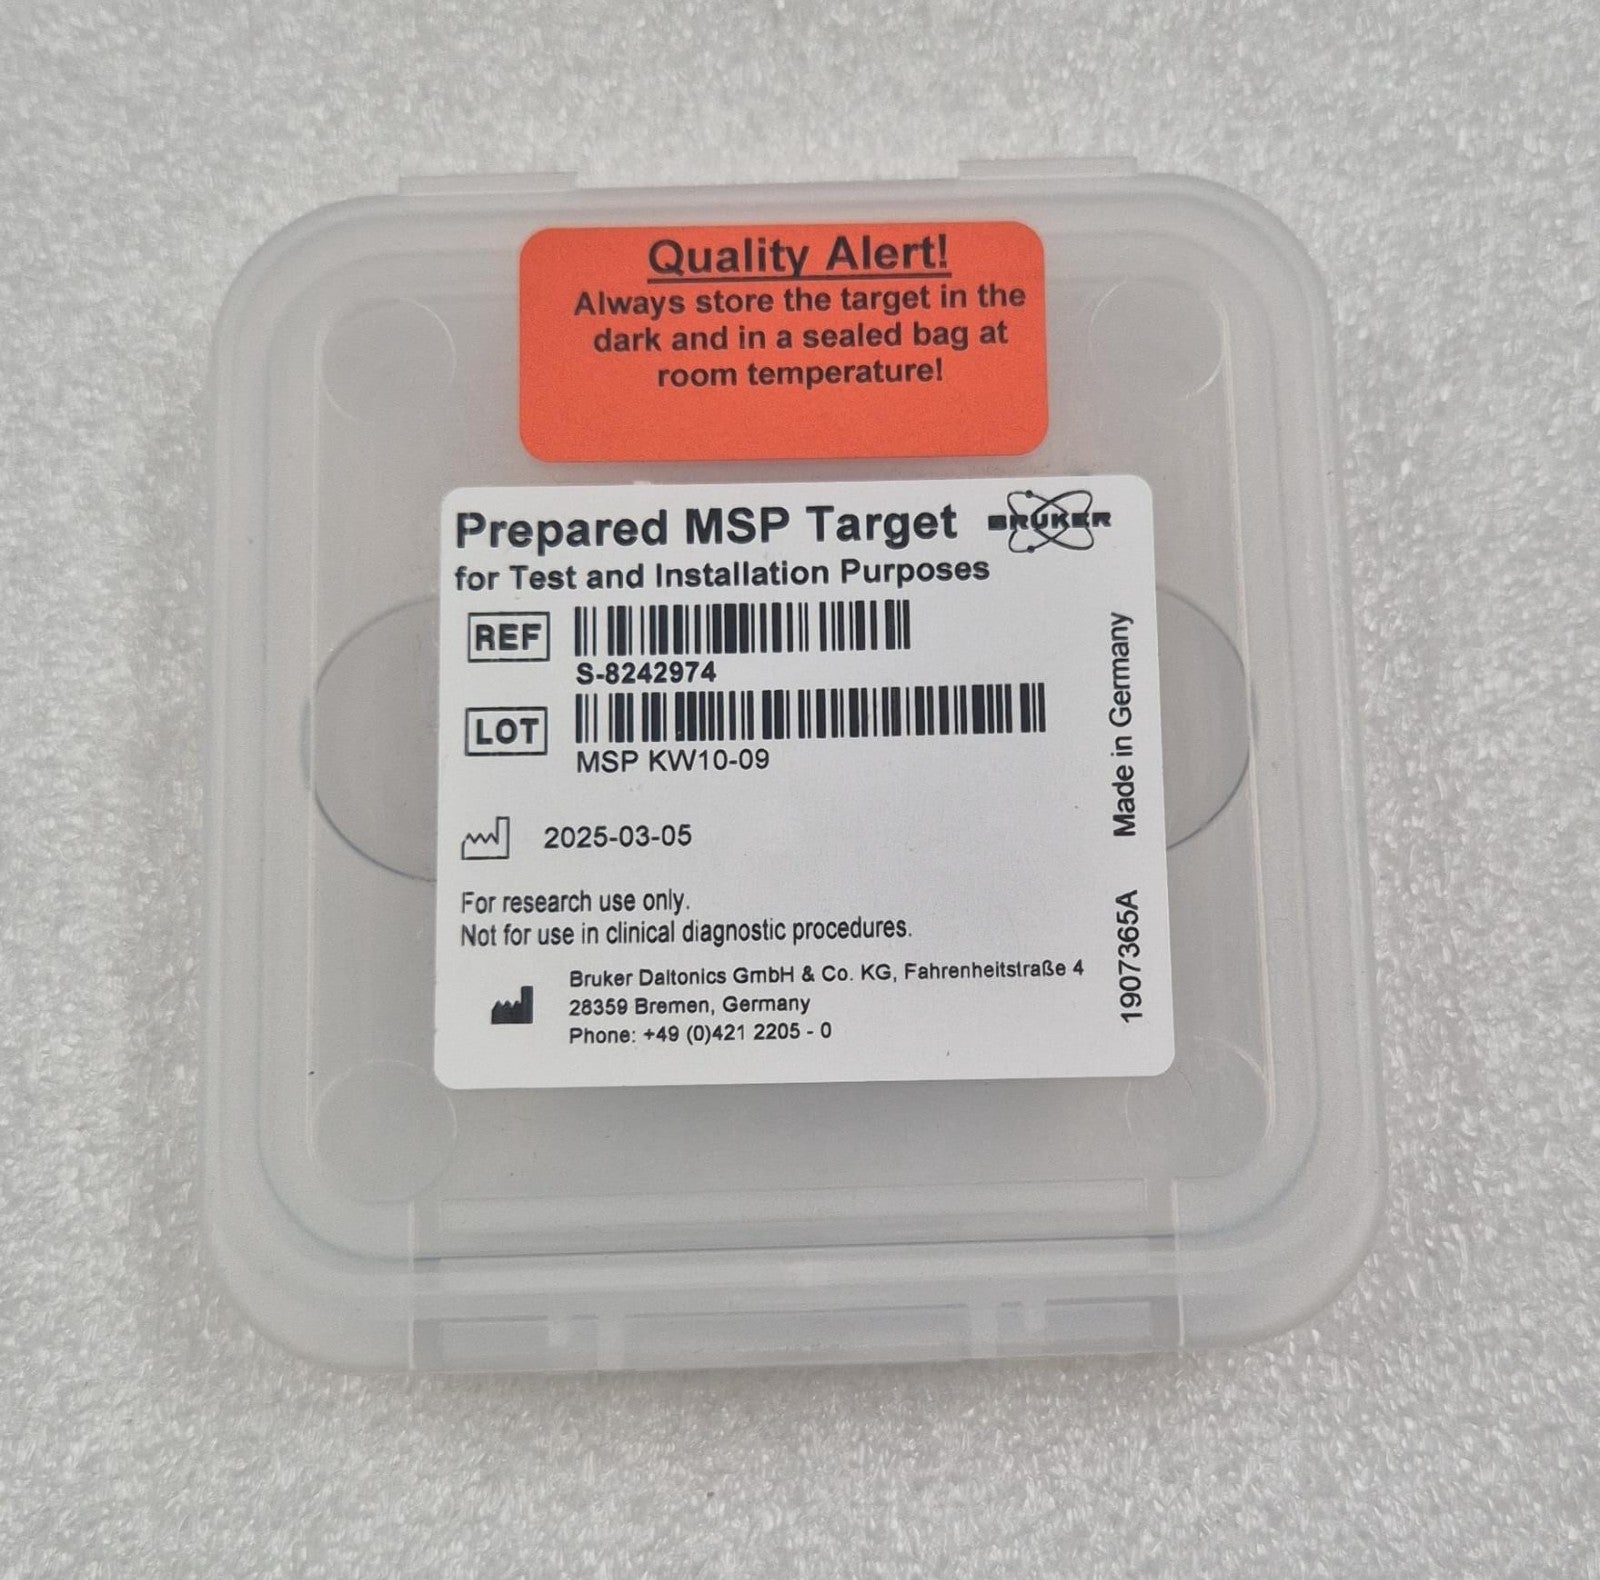 Quality Alert!
Always store the target in the
dark and in a sealed bag at
room temperature!
Prepared MSP Target
BRUKER
for Test and Installation Purposes
REF
S-8242974
LOT
MSP KW10-09
2025-03-05
For research use only.
Not for use in clinical diagnostic procedures.
Bruker Daltonics GmbH & Co. KG, Fahrenheitstraße 4
28359 Bremen, Germany
Phone: +49 (0)421 2205 - 0
1907365A
Made in Germany